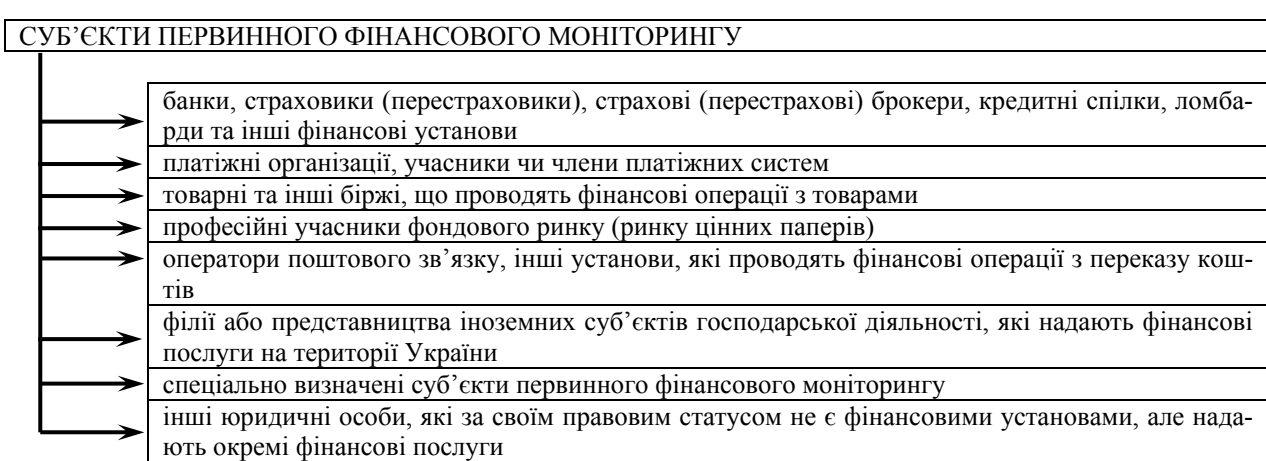 СУБ’ЄКТИ ПЕРВИННОГО ФІНАНСОВОГО МОНІТОРИНГУ
банки, страховики (перестраховики), страхові (перестрахові) брокери, кредитні спілки, ломба-
рди та інші фінансові установи
платіжні організації, учасники чи члени платіжних систем
товарні та інші біржі, що проводять фінансові операції з товарами
професійні учасники фондового ринку (ринку цінних паперів)
оператори поштового зв’язку, інші установи, які проводять фінансові операції з переказу кош-
тів
філії або представництва іноземних суб’єктів господарської діяльності, які надають фінансові
послуги на території України
спеціально визначені суб’єкти первинного фінансового моніторингу
інші юридичні особи, які за своїм правовим статусом не є фінансовими установами, але нада-
ють окремі фінансові послуги